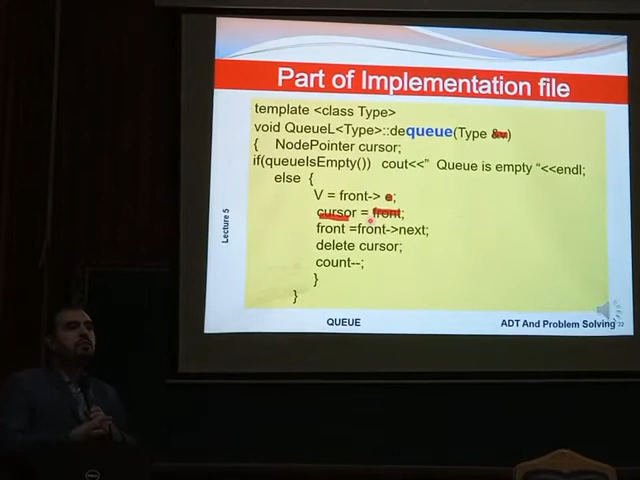 Part of Implementation file
template <class Type>
void QueueL<Type>::dequeue(Type &v)
{ NodePointer cursor;
if(queueIsEmpty()) cout<<" Queue is empty "<<endl;
else {
V = front-> e;
cursor = front;
front =front->next;
delete cursor;
count--;
}
}
Lecture 5
QUEUE
ADT And Problem Solving 22
DELL